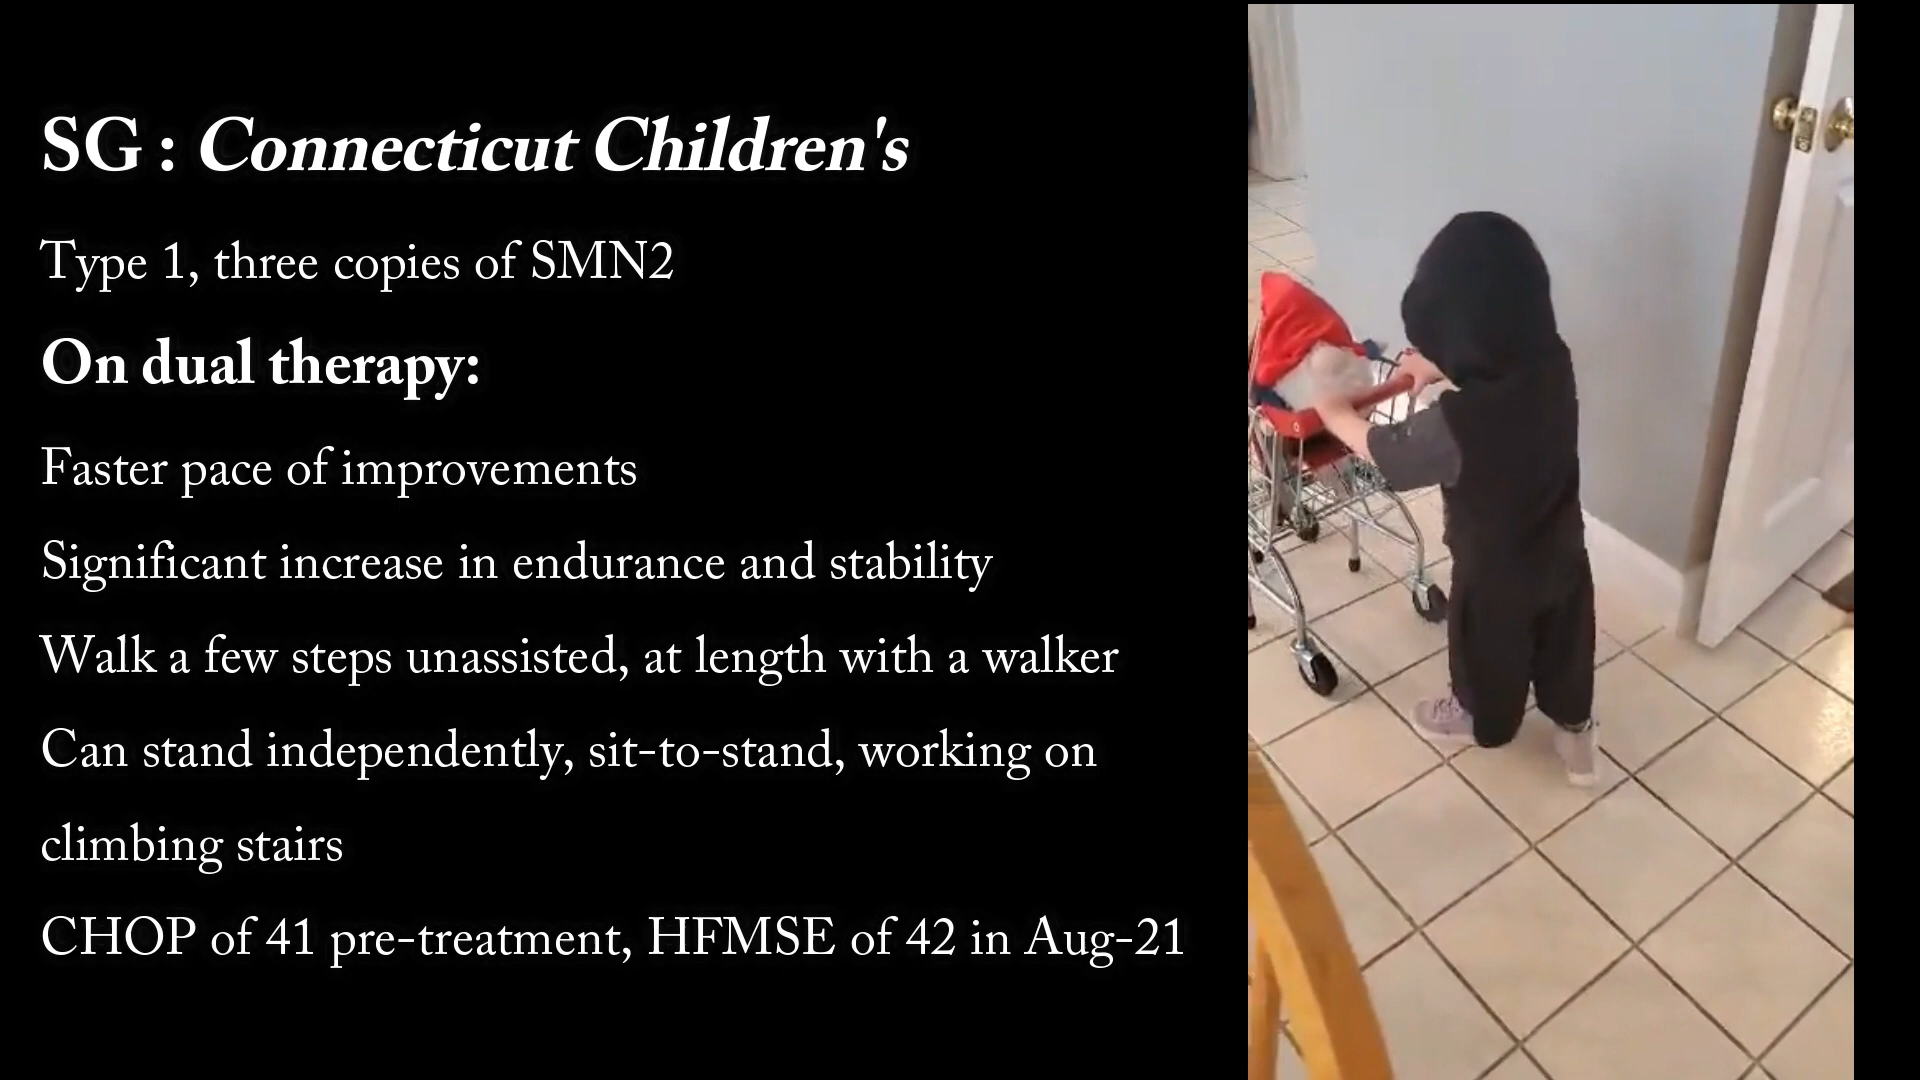 SG : Connecticut Children's
Type 1, three copies of SMN2
On dual therapy:
Faster pace of improvements
Significant increase in endurance and stability
Walk a few steps unassisted, at length with a walker
Can stand independently, sit-to-stand, working on
climbing stairs
CHOP of 41 pre-treatment, HFMSE of 42 in Aug-21